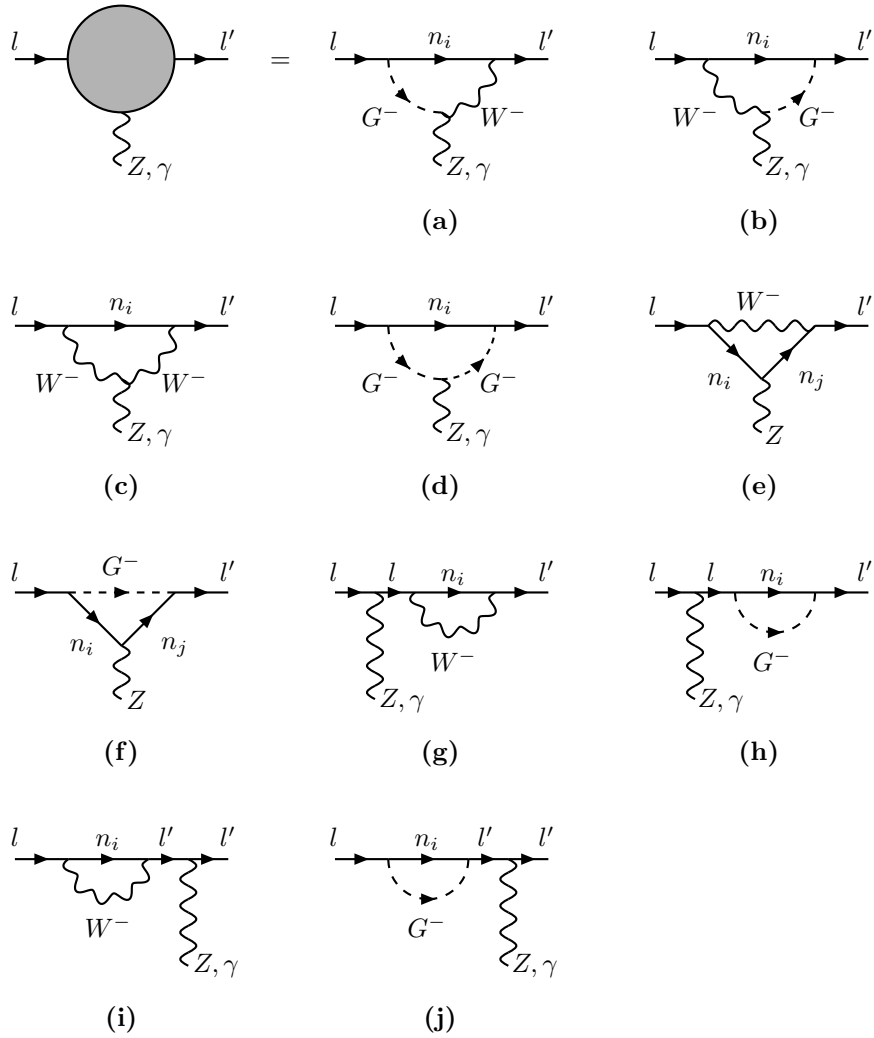 l l′ = l n_i l′ l n_i l′
G⁻ W⁻ W⁻ G⁻
Z, γ Z, γ Z, γ
(a) (b)
l n_i l′ l n_i l′ l W⁻ l′
W⁻ W⁻ G⁻ G⁻ n_i n_j
Z, γ Z, γ Z
(c) (d) (e)
l G⁻ l′ l l n_i l′ l l n_i l′
n_i n_j W⁻ G⁻
Z Z, γ Z, γ
(f) (g) (h)
l n_i l′ l′ l n_i l′ l′
W⁻ G⁻
Z, γ Z, γ
(i) (j)